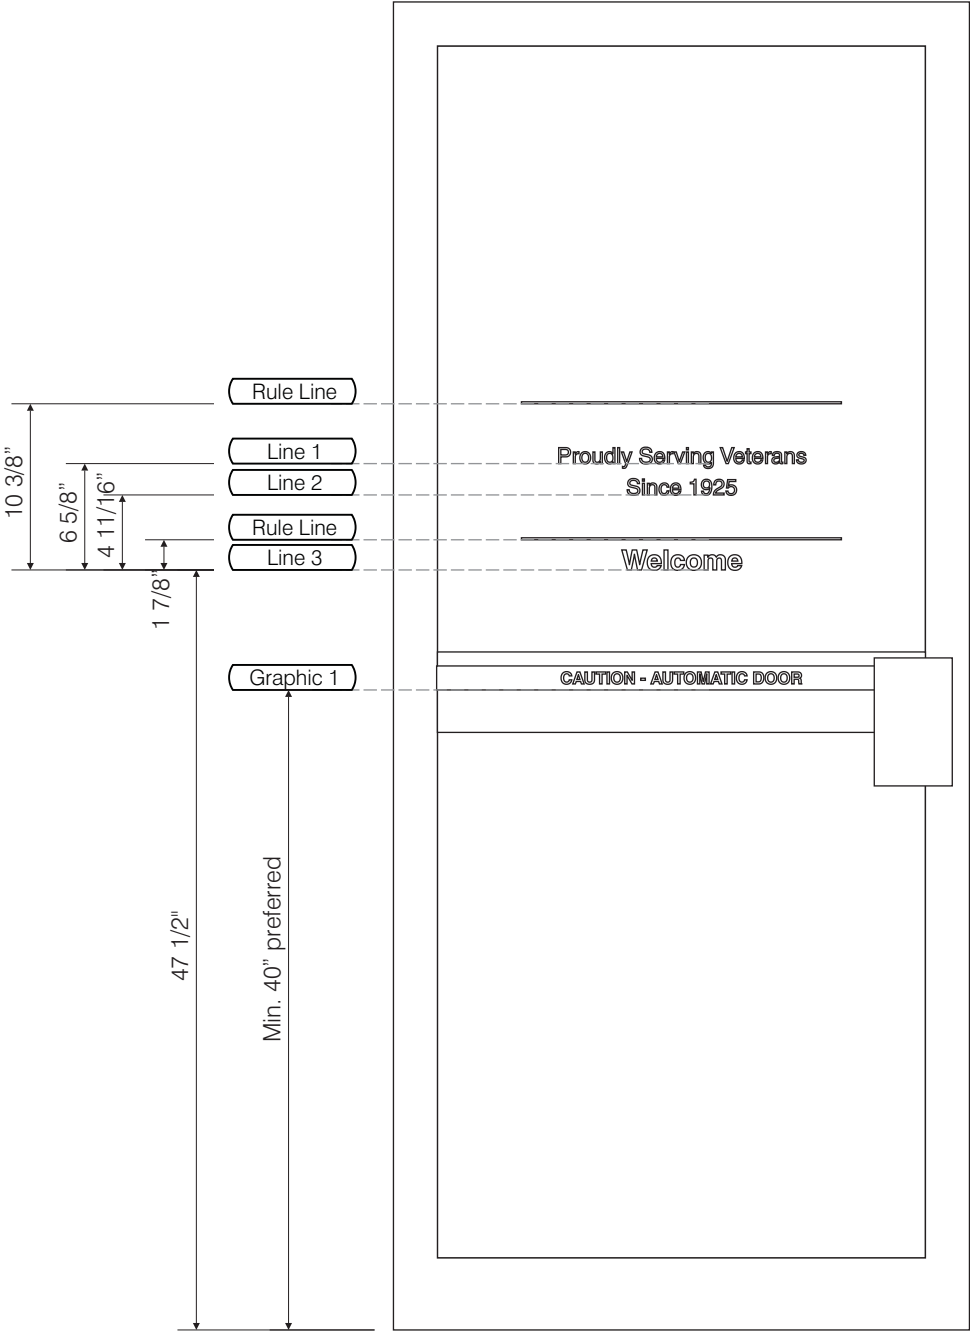 Rule Line
Line 1
Line 2
Rule Line
Line 3
Graphic 1
10 3/8”
6 5/8”
4 11/16”
1 7/8”
47 1/2"
Min. 40” preferred
Proudly Serving Veterans
Since 1925
Welcome
CAUTION - AUTOMATIC DOOR